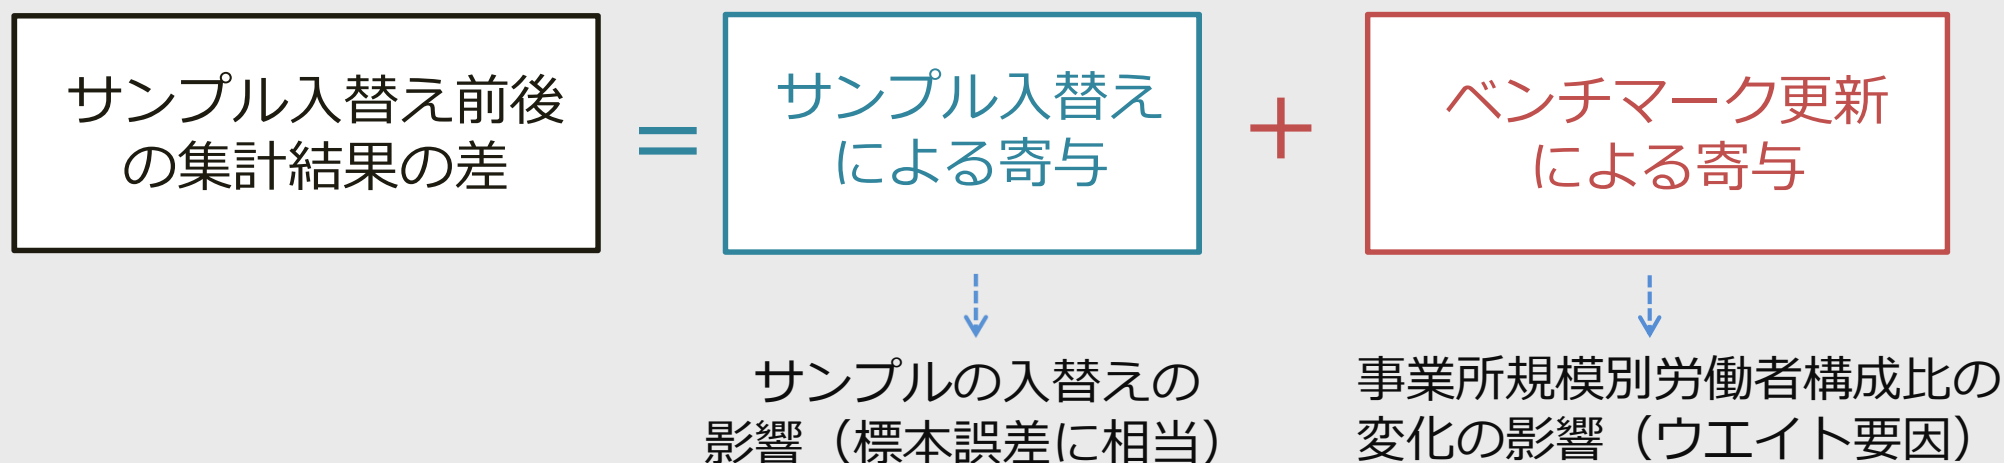 サンプル入替え前後
の集計結果の差
＝
サンプル入替え
による寄与
＋
ベンチマーク更新
による寄与
サンプルの入替えの
影響（標本誤差に相当）
事業所規模別労働者構成比の
変化の影響（ウエイト要因）